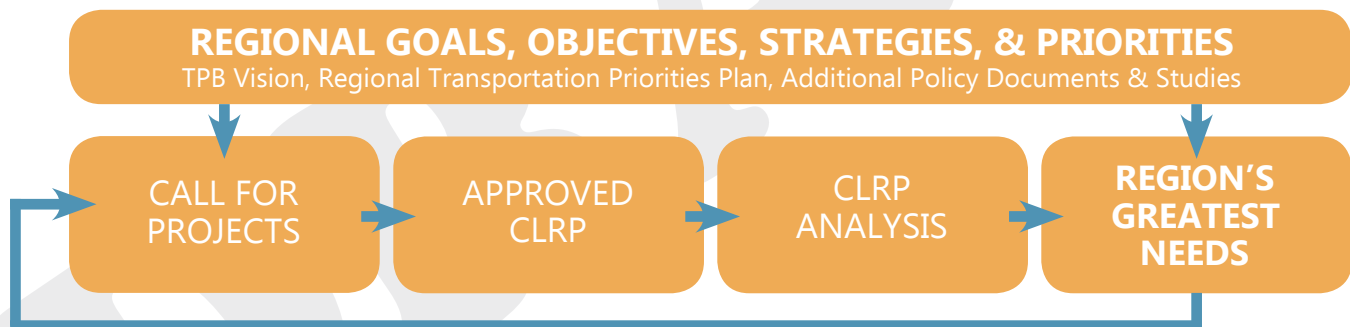 REGIONAL GOALS, OBJECTIVES, STRATEGIES, & PRIORITIES
TPB Vision, Regional Transportation Priorities Plan, Additional Policy Documents & Studies
CALL FOR
PROJECTS
APPROVED
CLRP
CLRP
ANALYSIS
REGION’S
GREATEST
NEEDS